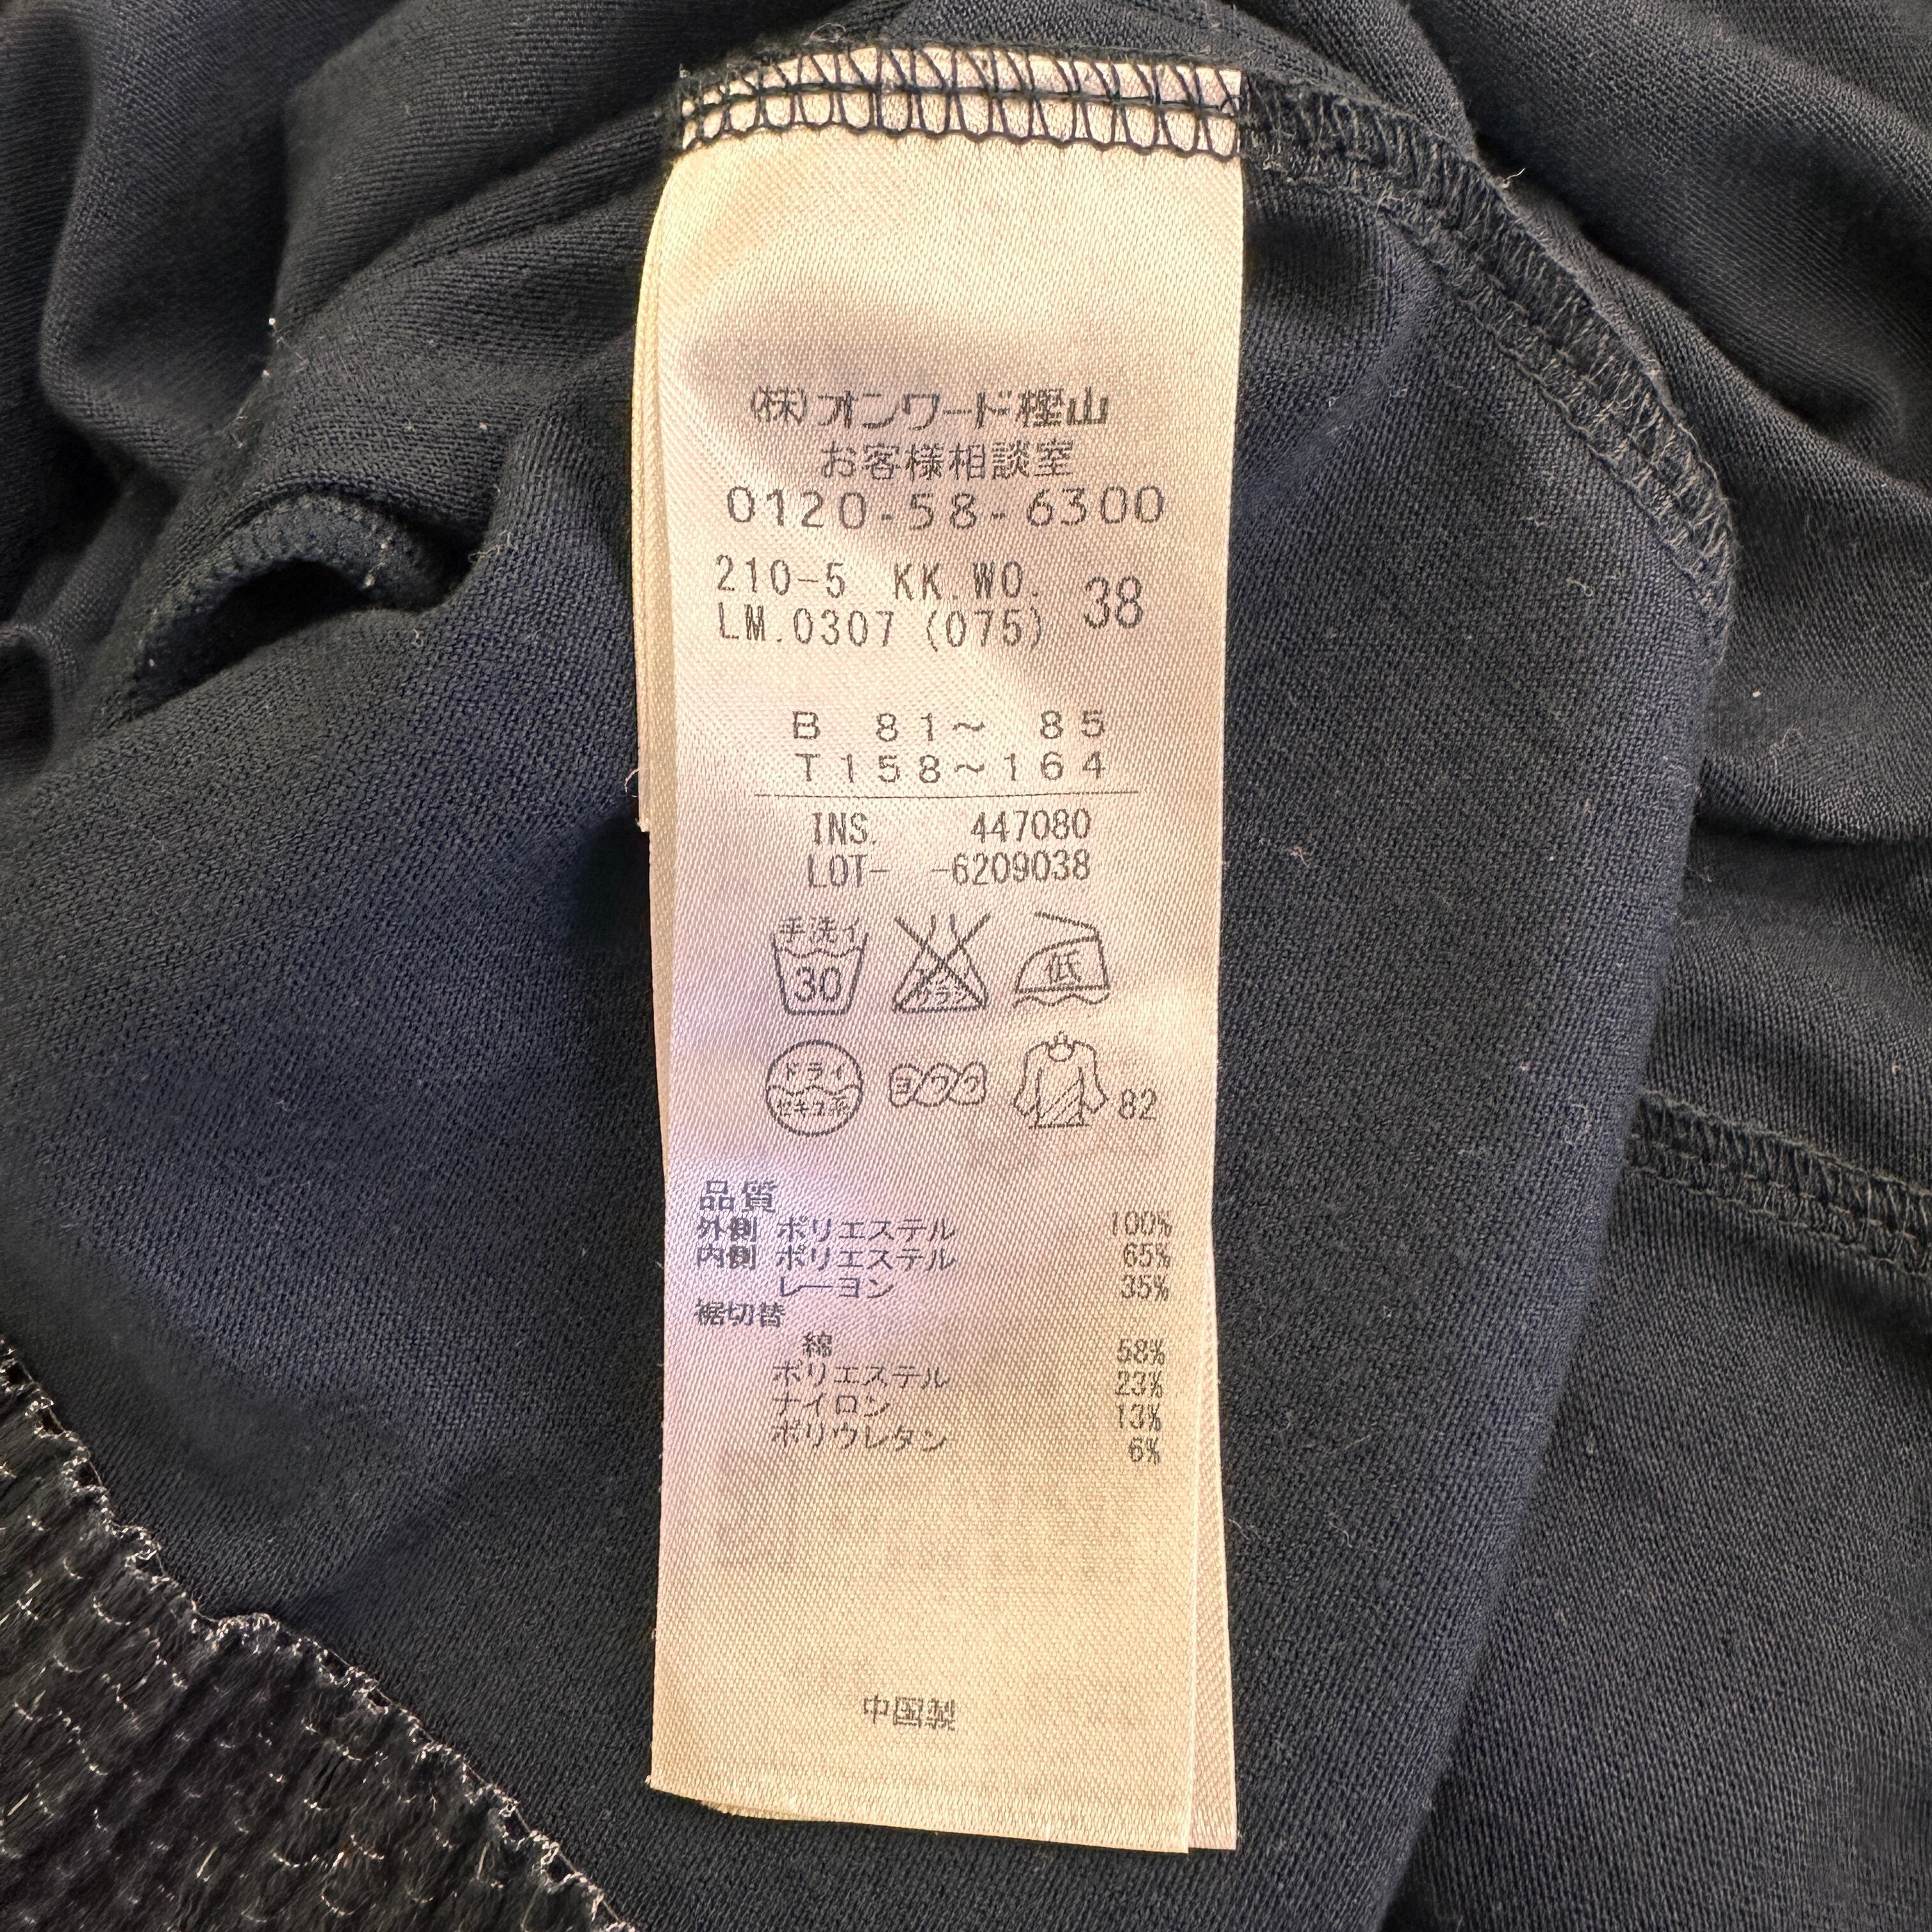 (株)オンワード樫山
お客様相談室
0120-58-6300
210-5 KK.WO. 38
LM.0307 (075)
B 81～ 85
T158～164
INS. 447080
LOT- -6209038
手洗イ
30
低
ドライ
セキユ系
ヨワク
82
品質
外側 ポリエステル 100%
内側 ポリエステル 65%
レーヨン 35%
裾切替
綿 58%
ポリエステル 23%
ナイロン 13%
ポリウレタン 6%
中国製